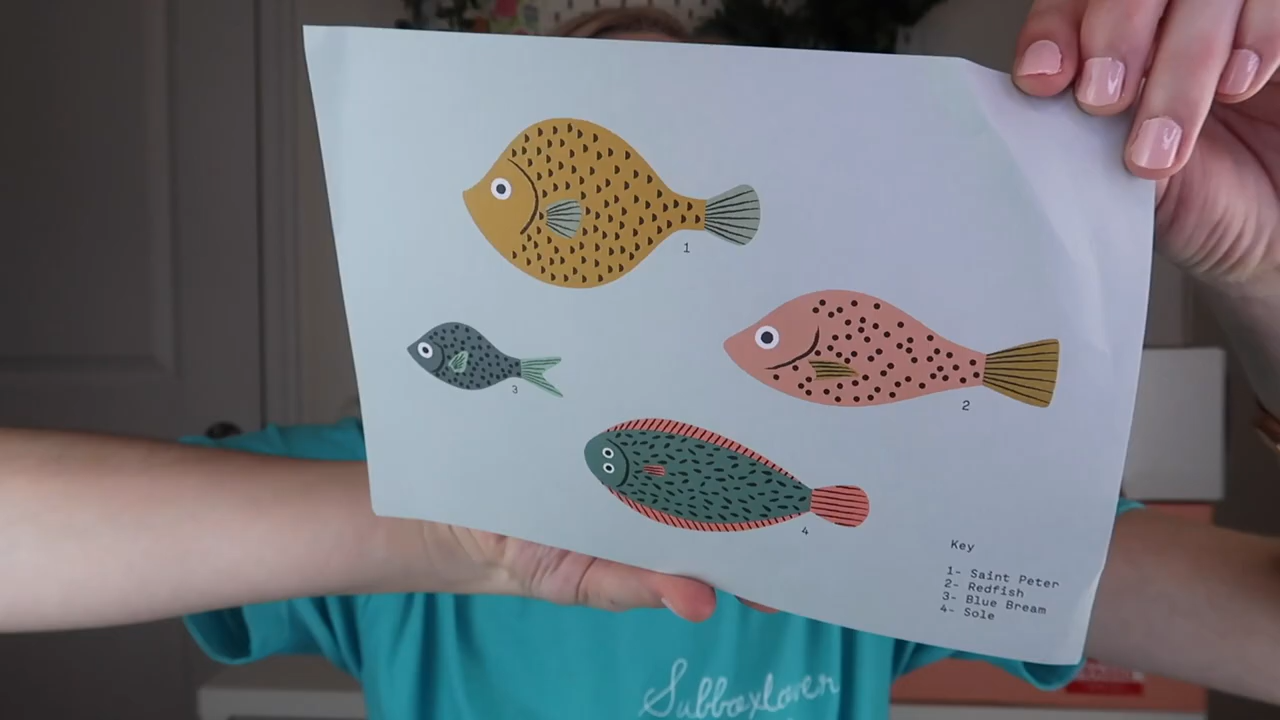 1
2
3
4
Key
1- Saint Peter
2- Redfish
3- Blue Bream
4- Sole
Subboxlover